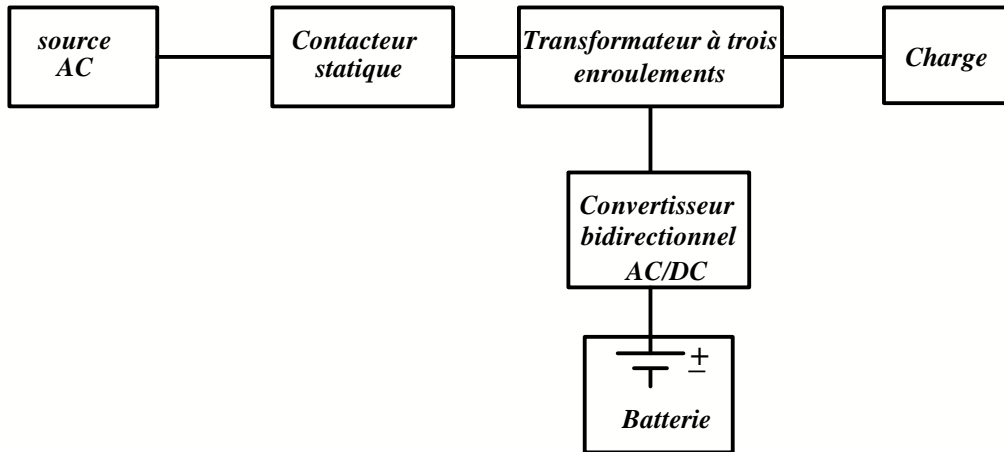 source
AC
Contacteur
statique
Transformateur à trois
enroulements
Charge
Convertisseur
bidirectionnel
AC/DC
±
Batterie